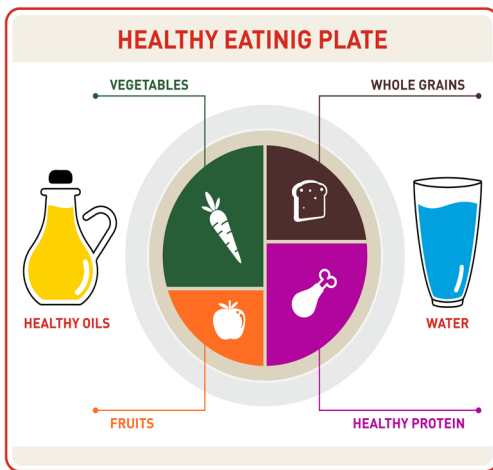 HEALTHY EATINIG PLATE
VEGETABLES
WHOLE GRAINS
HEALTHY OILS
WATER
FRUITS
HEALTHY PROTEIN